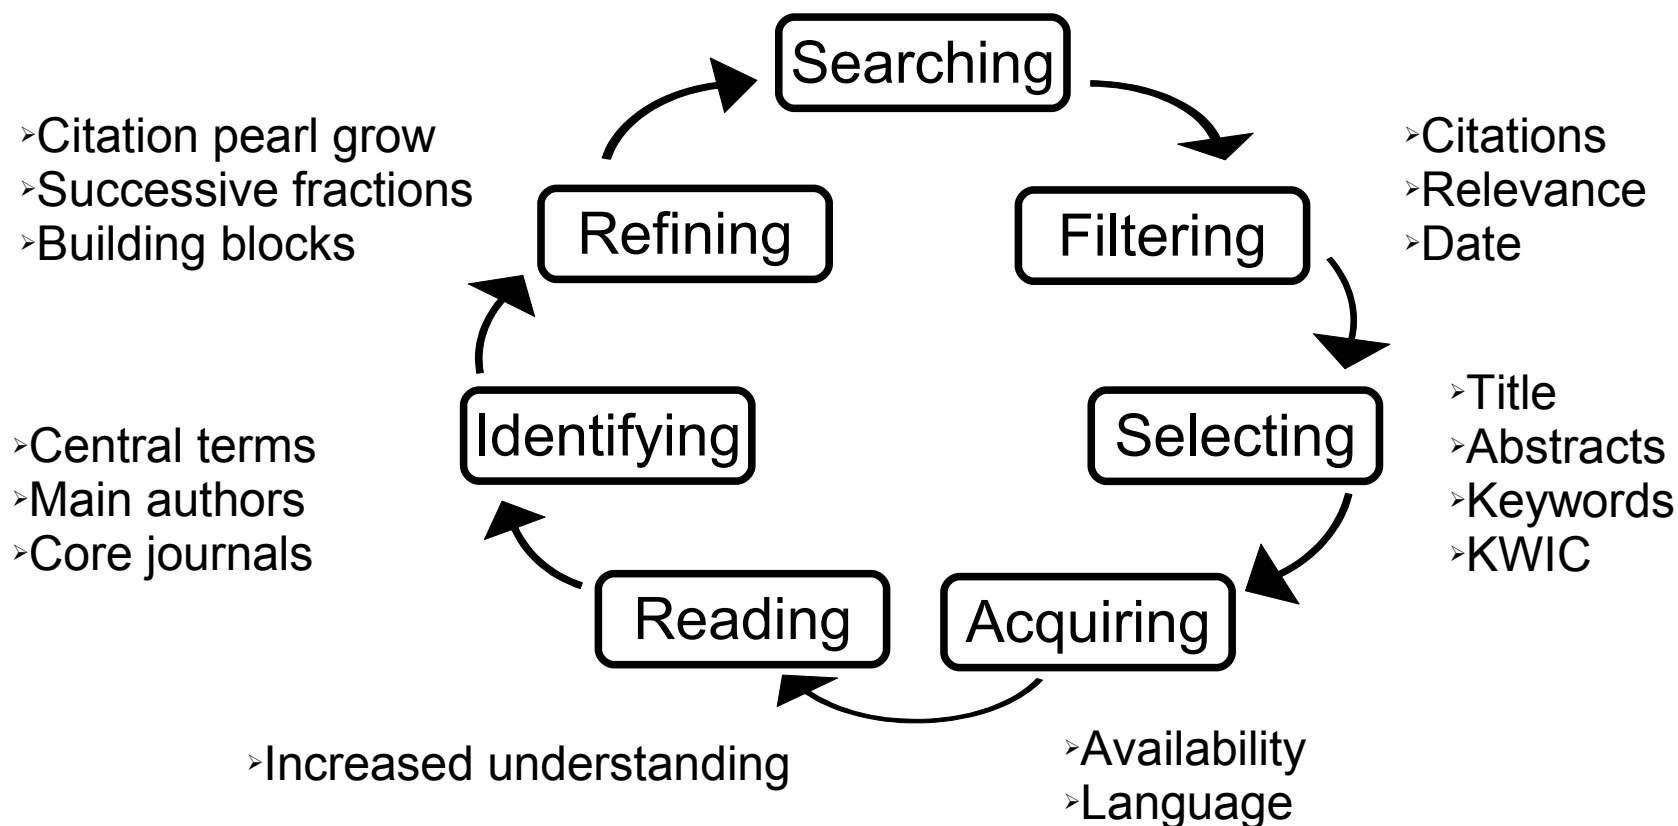 Searching
➢Citation pearl grow
➢Successive fractions
➢Building blocks
Refining
Filtering
➢Citations
➢Relevance
➢Date
Identifying
Selecting
➢Title
➢Abstracts
➢Keywords
➢KWIC
➢Central terms
➢Main authors
➢Core journals
Reading
Acquiring
➢Increased understanding
➢Availability
➢Language